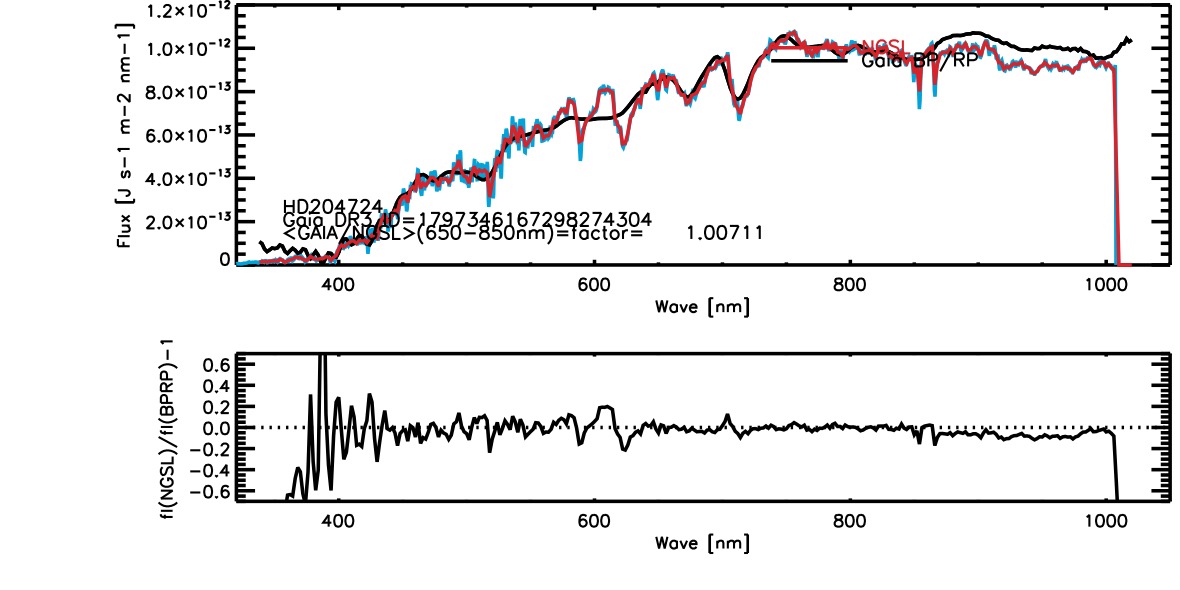 1.2×10−12
1.0×10−12
8.0×10−13
6.0×10−13
4.0×10−13
2.0×10−13
0
Flux [J s−1 m−2 nm−1]
NGSL
Gaia BP/RP
HD204724
Gaia DR3 ID=1797346167298274304
<GAIA/NGSL>(650−850nm)=factor= 1.00711
400 600 800 1000
Wave [nm]
fl(NGSL)/fl(BPRP)−1
0.6
0.4
0.2
0.0
−0.2
−0.4
−0.6
400 600 800 1000
Wave [nm]